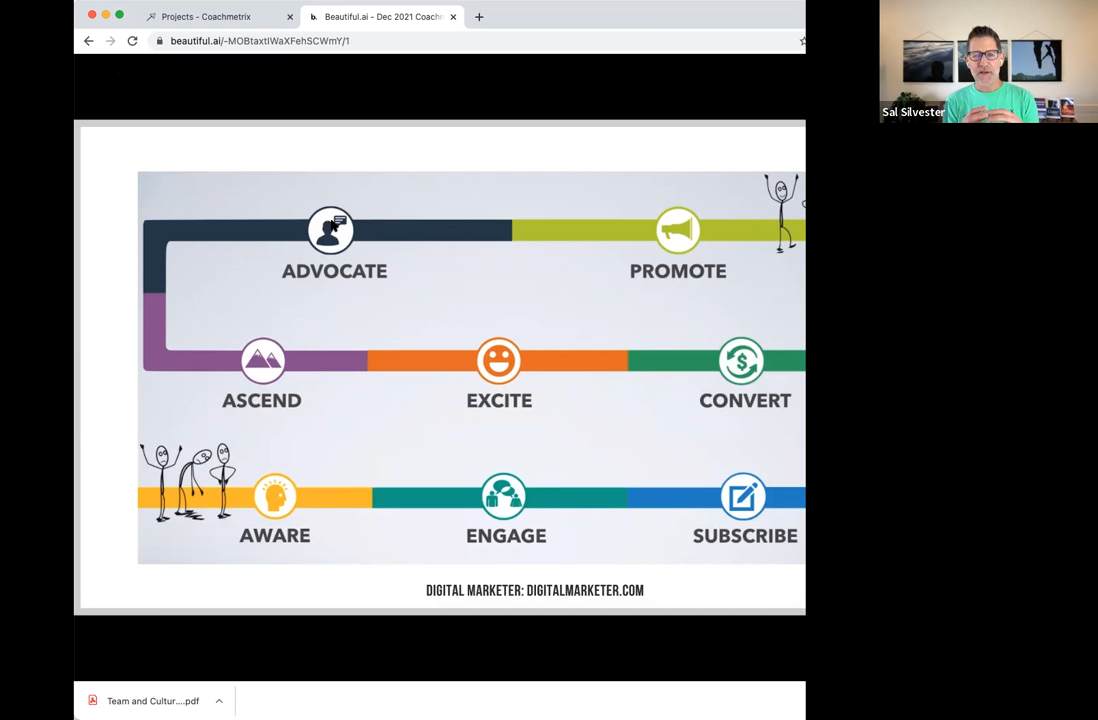 Projects - Coachmetrix
b.
Beautiful.ai - Dec 2021 Coachm
beautiful.ai/-MOBtaxtIWaXFehSCWmY/1
Sal Silvester
ADVOCATE
PROMOTE
ASCEND
EXCITE
CONVERT
AWARE
ENGAGE
SUBSCRIBE
DIGITAL MARKETER: DIGITALMARKETER.COM
Team and Cultur....pdf